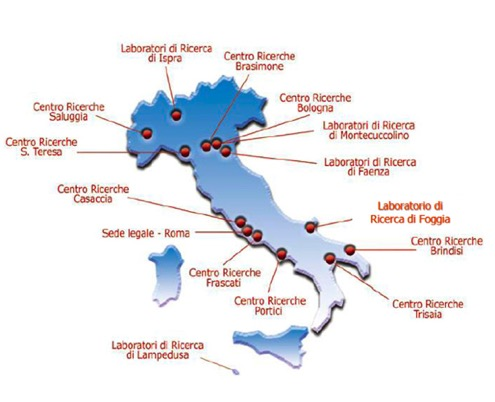 Laboratori di Ricerca
di Ispra
Centro Ricerche
Brasimone
Centro Ricerche
Bologna
Centro Ricerche
Saluggia
Laboratori di Ricerca
di Montecuccolino
Centro Ricerche
S. Teresa
Laboratori di Ricerca
di Faenza
Centro Ricerche
Casaccia
Laboratorio di
Ricerca di Foggia
Sede legale - Roma
Centro Ricerche
Brindisi
Centro Ricerche
Frascati
Centro Ricerche
Portici
Centro Ricerche
Trisaia
Laboratori di Ricerca
di Lampedusa